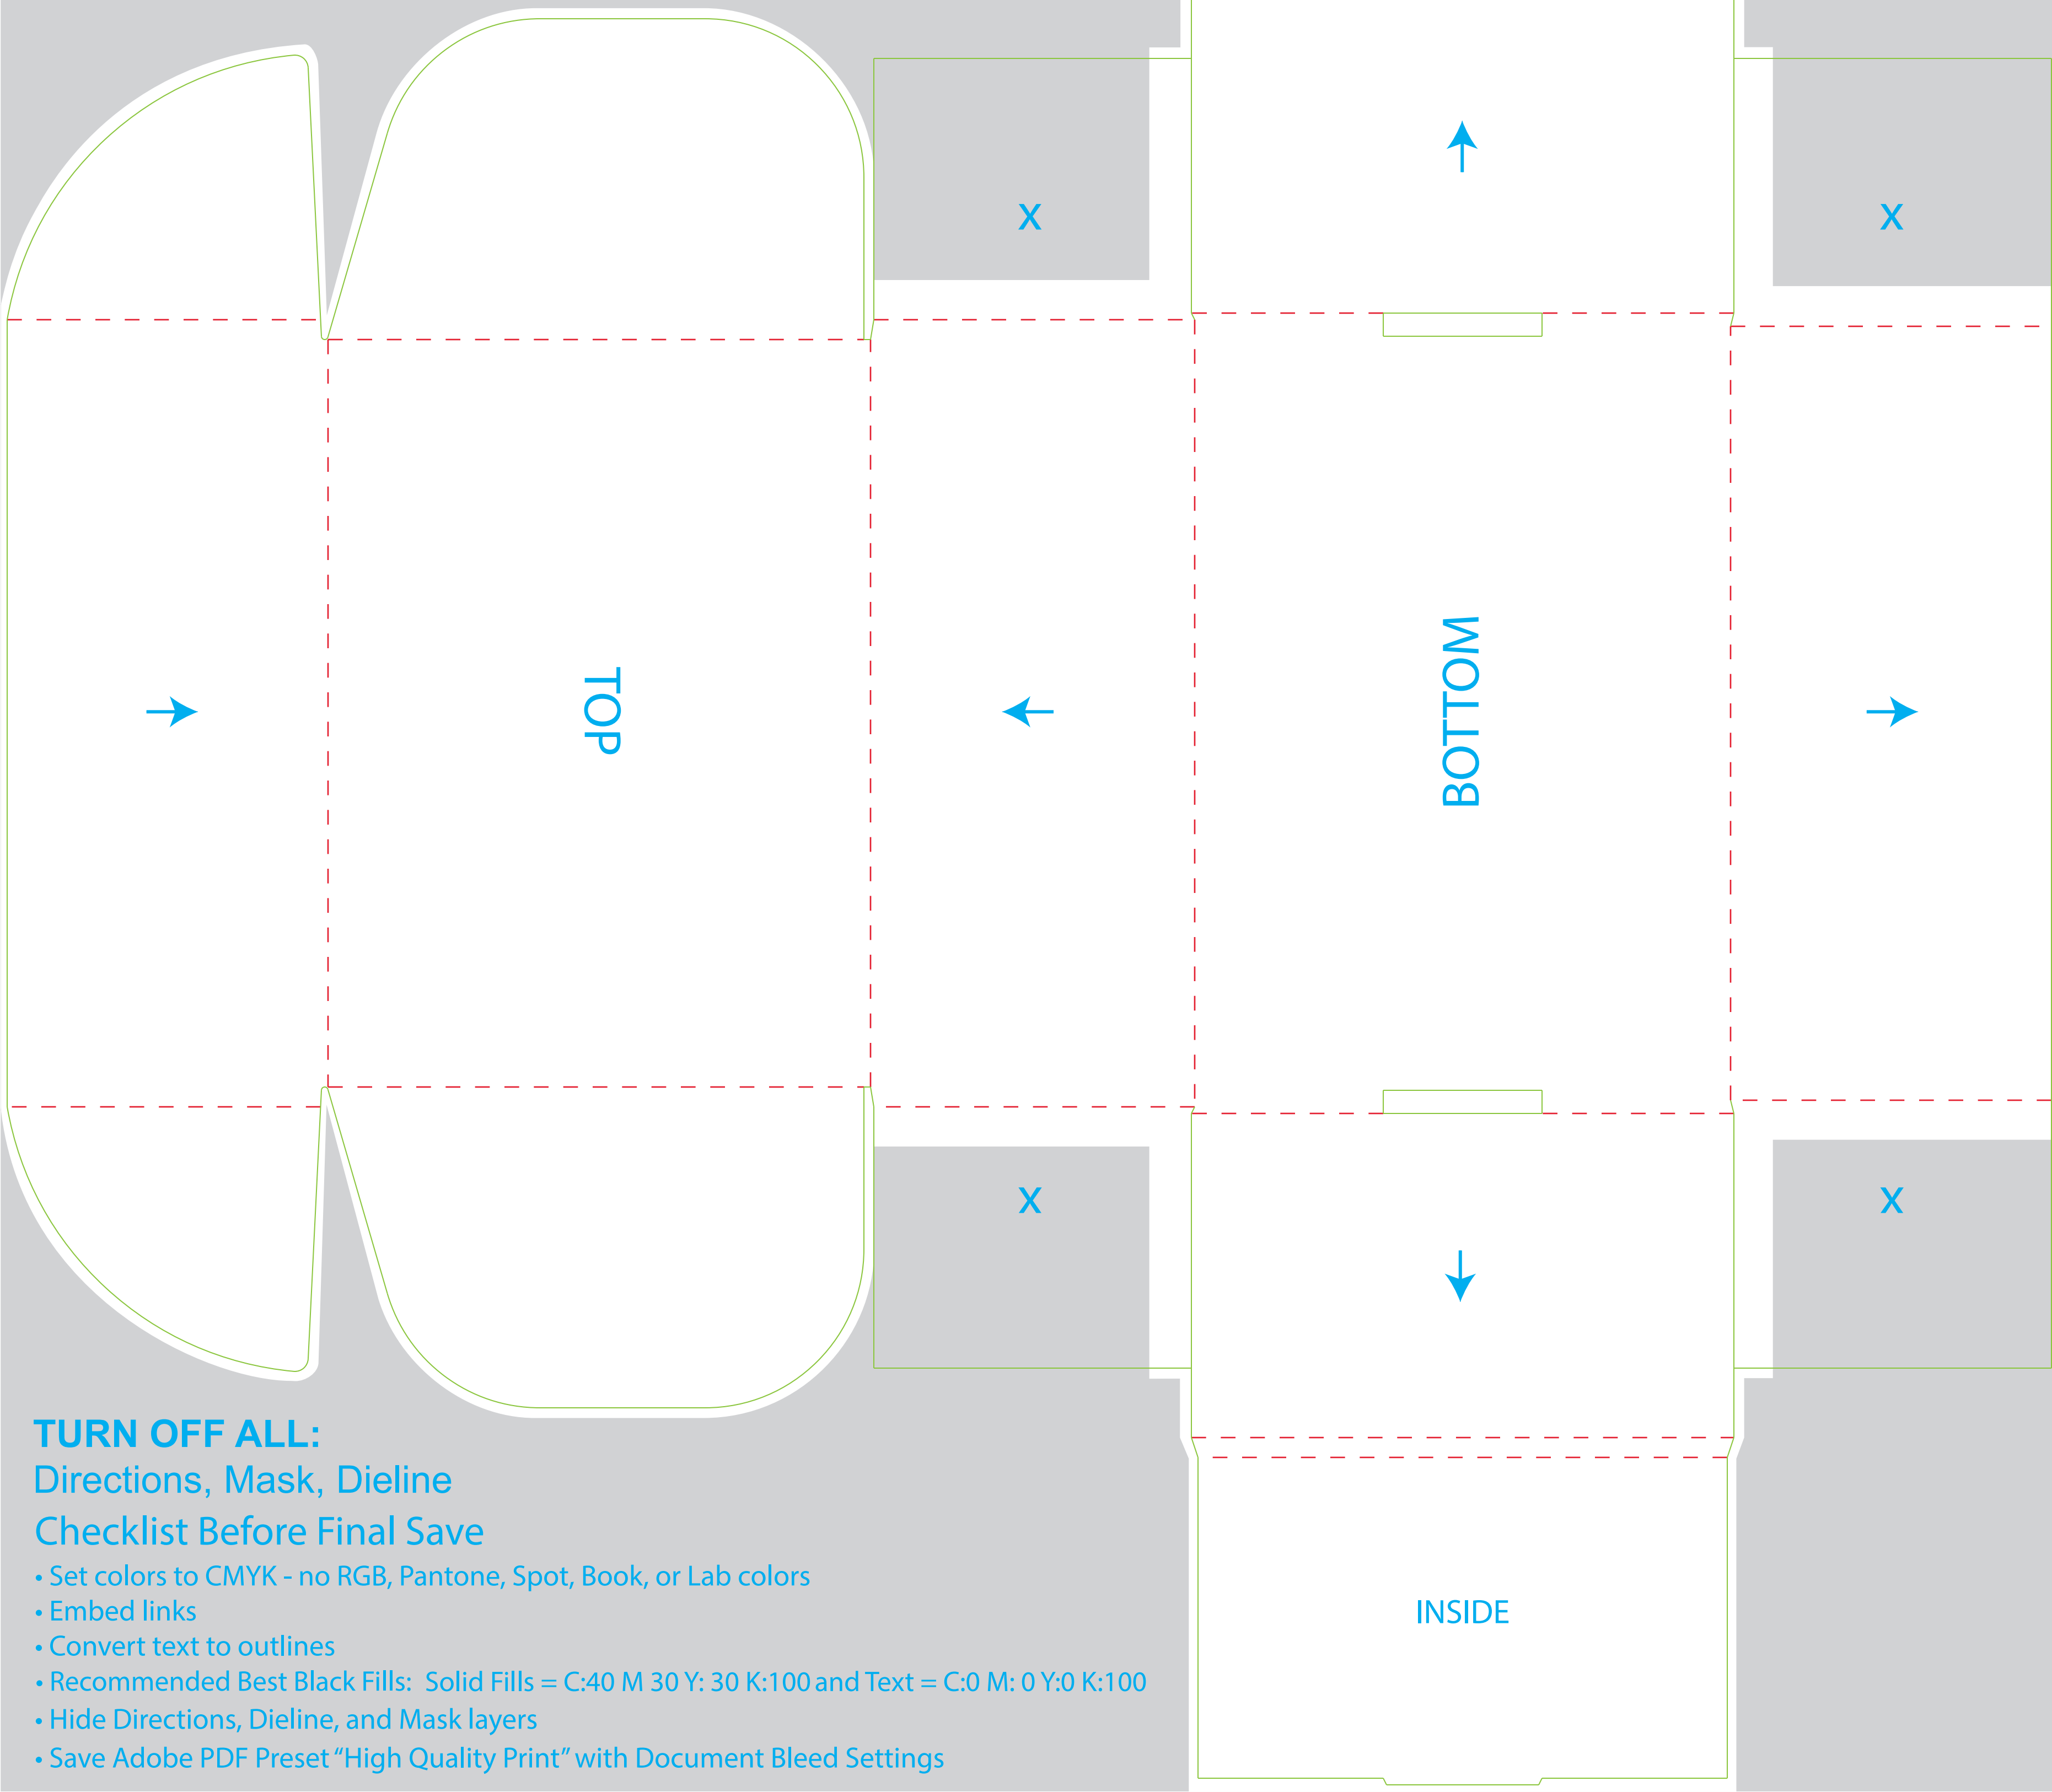 X
X
TOP
BOTTOM
X
X
TURN OFF ALL:
Directions, Mask, Dieline
Checklist Before Final Save
• Set colors to CMYK - no RGB, Pantone, Spot, Book, or Lab colors
• Embed links
• Convert text to outlines
• Recommended Best Black Fills:  Solid Fills = C:40 M 30 Y: 30 K:100 and Text = C:0 M: 0 Y:0 K:100
• Hide Directions, Dieline, and Mask layers
• Save Adobe PDF Preset “High Quality Print” with Document Bleed Settings
INSIDE